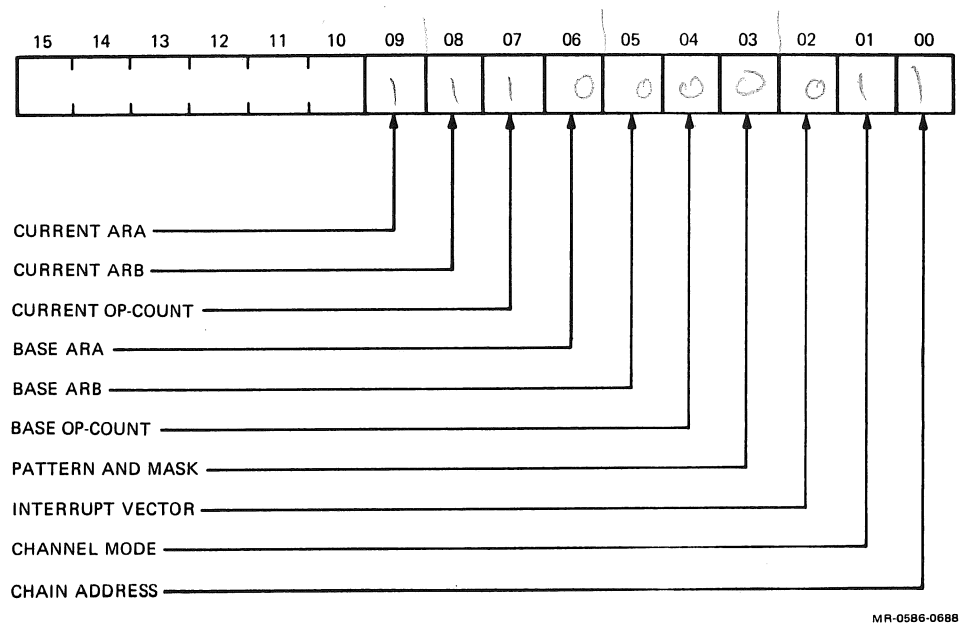 15 14 13 12 11 10 09 08 07 06 05 04 03 02 01 00
1 1 1 0 0 0 0 0 1 1
CURRENT ARA
CURRENT ARB
CURRENT OP-COUNT
BASE ARA
BASE ARB
BASE OP-COUNT
PATTERN AND MASK
INTERRUPT VECTOR
CHANNEL MODE
CHAIN ADDRESS
MR-0586-0688